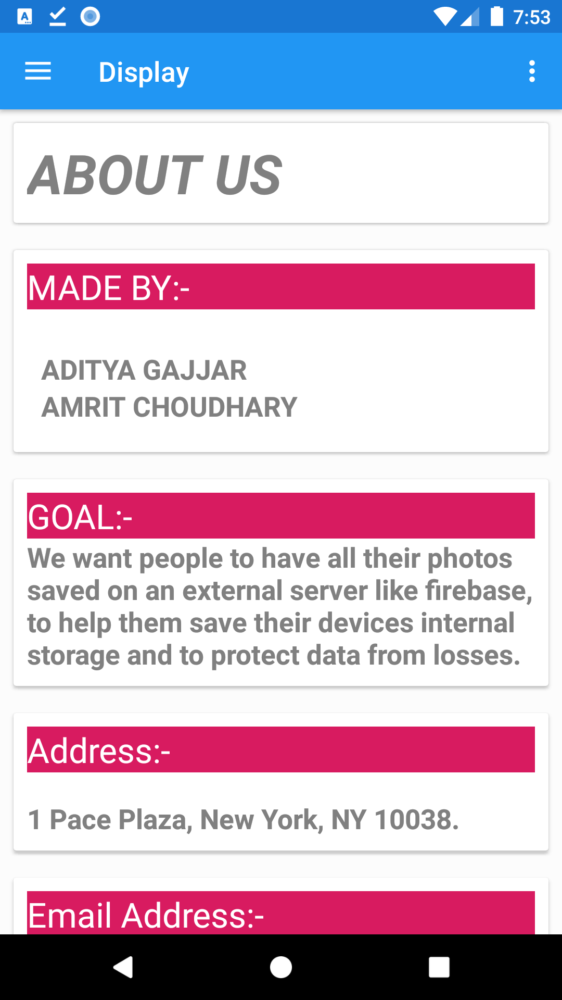 7:53
Display
ABOUT US
MADE BY:-
ADITYA GAJJAR
AMRIT CHOUDHARY
GOAL:-
We want people to have all their photos
saved on an external server like firebase,
to help them save their devices internal
storage and to protect data from losses.
Address:-
1 Pace Plaza, New York, NY 10038.
Email Address:-